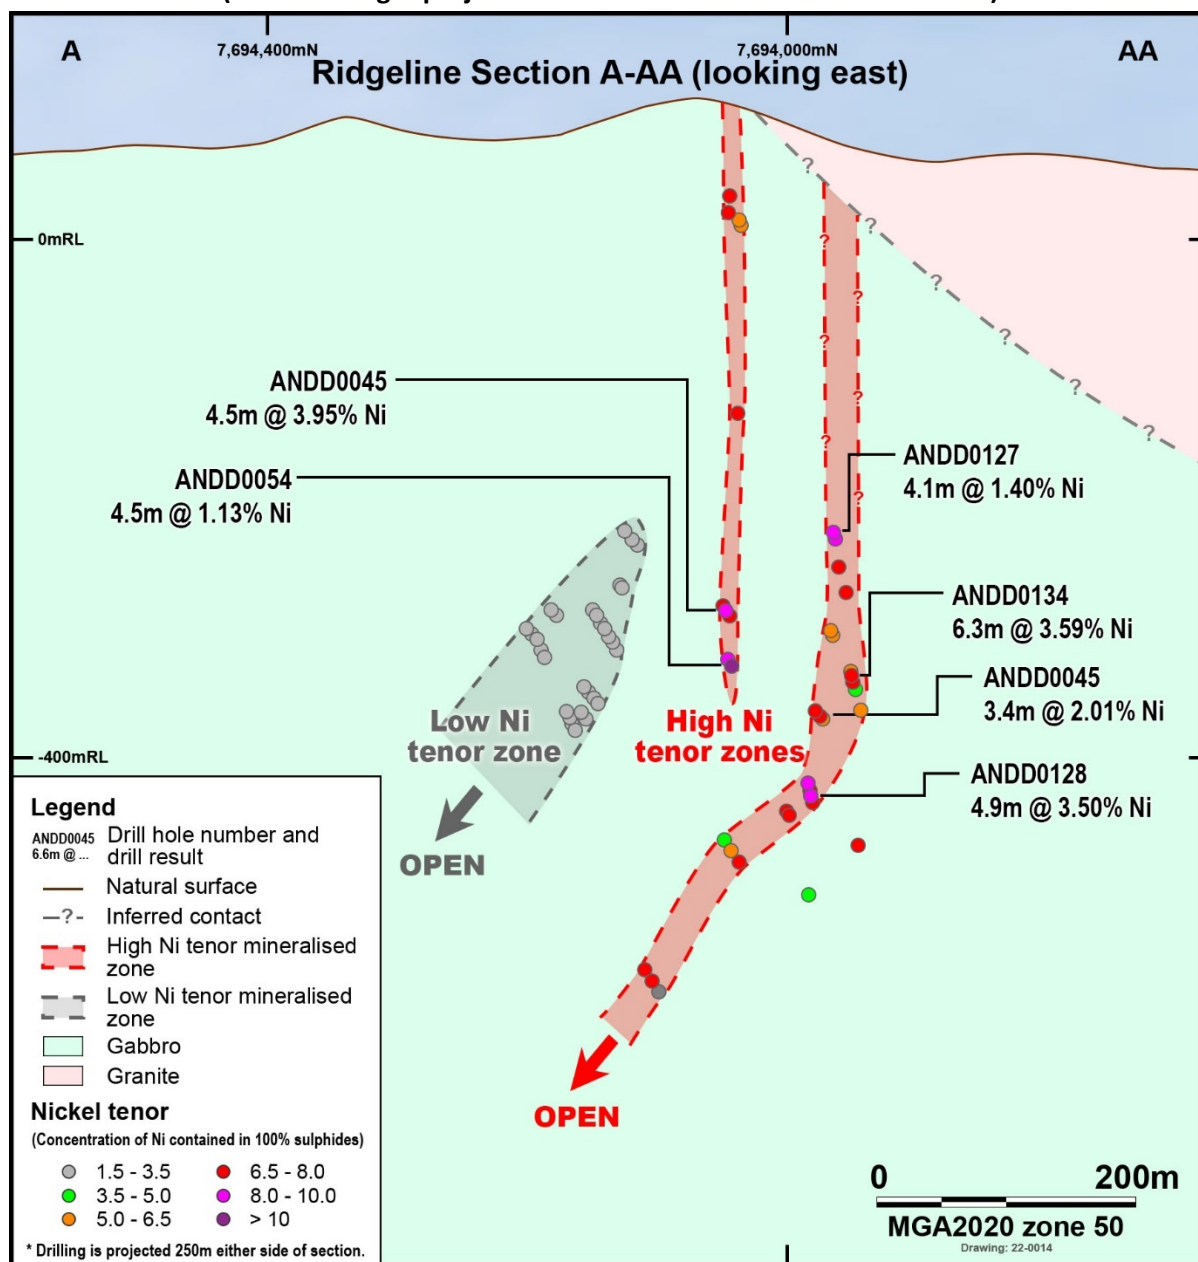 A
7,694,400mN
7,694,000mN
AA
Ridgeline Section A-AA (looking east)
?
?
?
?
?
?
?
?
0mRL
?
?
?
?
?
?
ANDD0045
4.5m @ 3.95% Ni
ANDD0054
4.5m @ 1.13% Ni
ANDD0127
4.1m @ 1.40% Ni
ANDD0134
6.3m @ 3.59% Ni
ANDD0045
3.4m @ 2.01% Ni
ANDD0128
4.9m @ 3.50% Ni
Low Ni
tenor zone
High Ni
tenor zones
-400mRL
OPEN
OPEN
Legend
ANDD0045
6.6m @ ...
Drill hole number and
drill result
Natural surface
?
Inferred contact
High Ni tenor mineralised
zone
Low Ni tenor mineralised
zone
Gabbro
Granite
Nickel tenor
(Concentration of Ni contained in 100% sulphides)
1.5 - 3.5
3.5 - 5.0
5.0 - 6.5
6.5 - 8.0
8.0 - 10.0
> 10
* Drilling is projected 250m either side of section.
0 200m
MGA2020 zone 50
Drawing: 22-0014